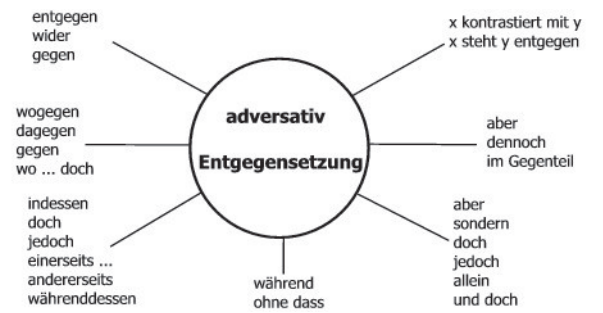 entgegen
wider
gegen
x kontrastiert mit y
x steht y entgegen
adversativ
Entgegensetzung
wogegen
dagegen
gegen
wo ... doch
aber
dennoch
im Gegenteil
indessen
doch
jedoch
einerseits ...
andererseits
währenddessen
während
ohne dass
aber
sondern
doch
jedoch
allein
und doch